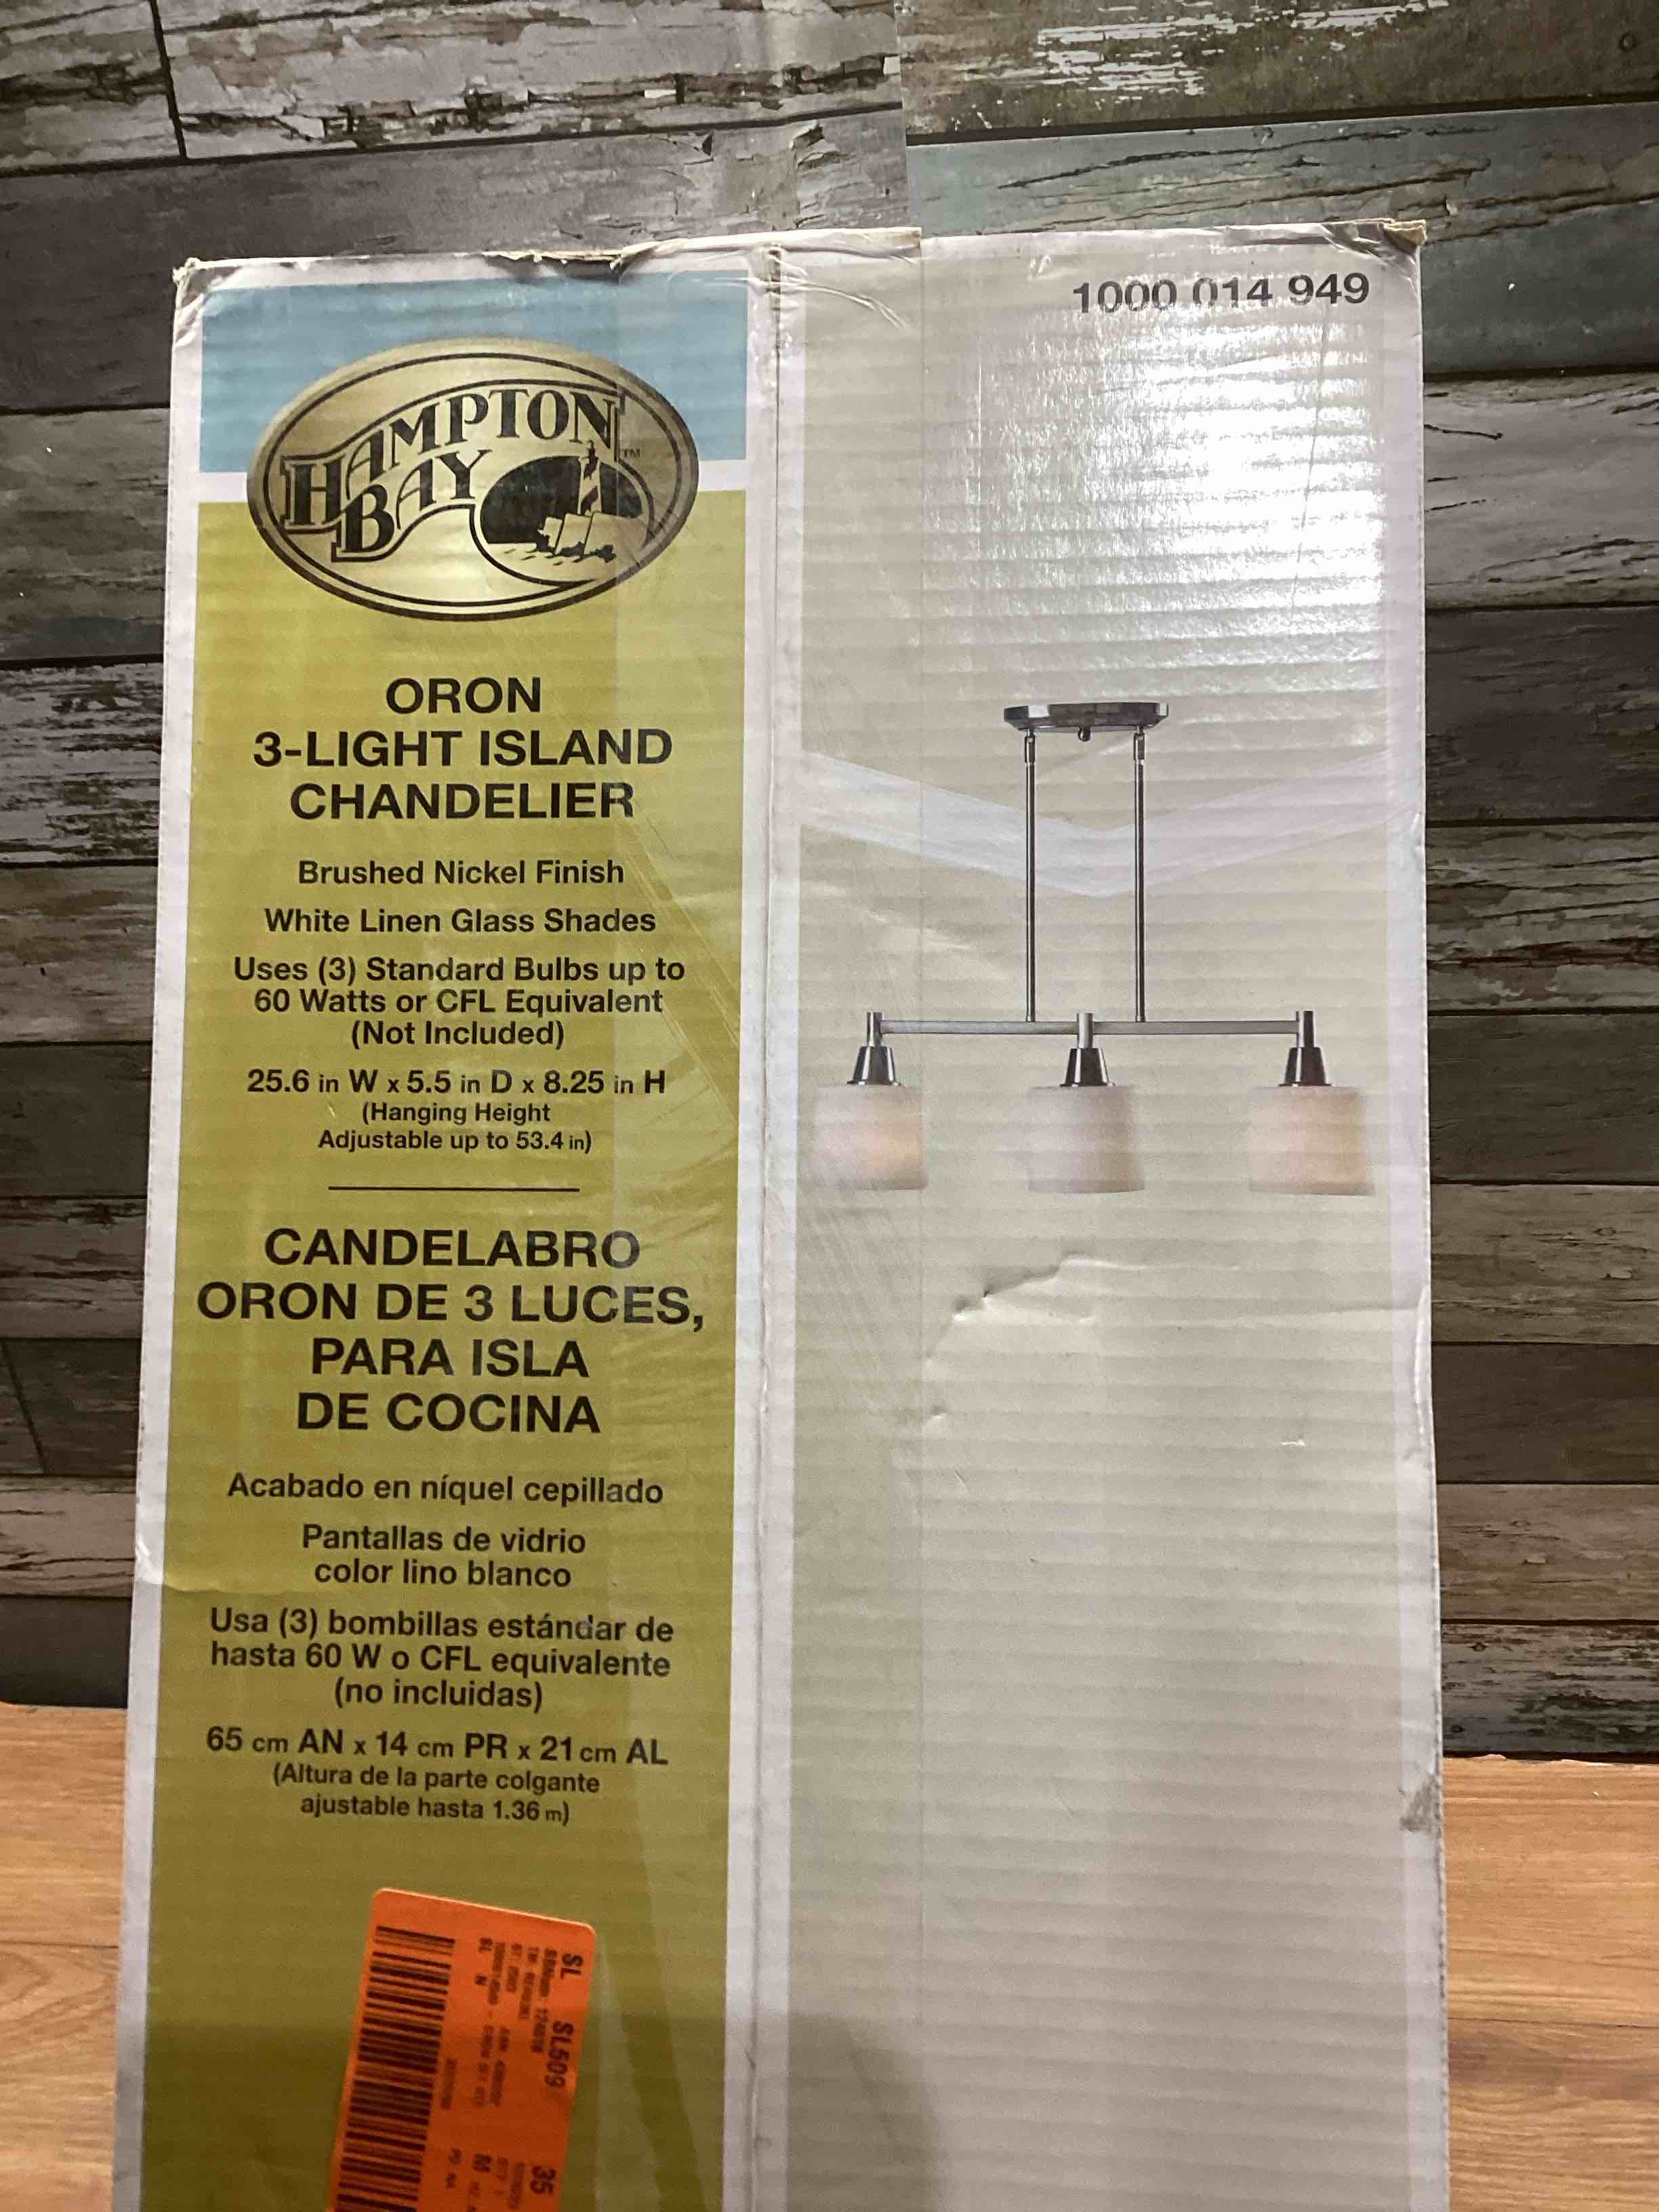 1000 014 949
HAMPTON
BAY
TM
ORON
3-LIGHT ISLAND
CHANDELIER
Brushed Nickel Finish
White Linen Glass Shades
Uses (3) Standard Bulbs up to
60 Watts or CFL Equivalent
(Not Included)
25.6 in W x 5.5 in D x 8.25 in H
(Hanging Height
Adjustable up to 53.4 in)
CANDELABRO
ORON DE 3 LUCES,
PARA ISLA
DE COCINA
Acabado en níquel cepillado
Pantallas de vidrio
color lino blanco
Usa (3) bombillas estándar de
hasta 60 W o CFL equivalente
(no incluidas)
65 cm AN x 14 cm PR x 21 cm AL
(Altura de la parte colgante
ajustable hasta 1.36 m)
SL SL509 35